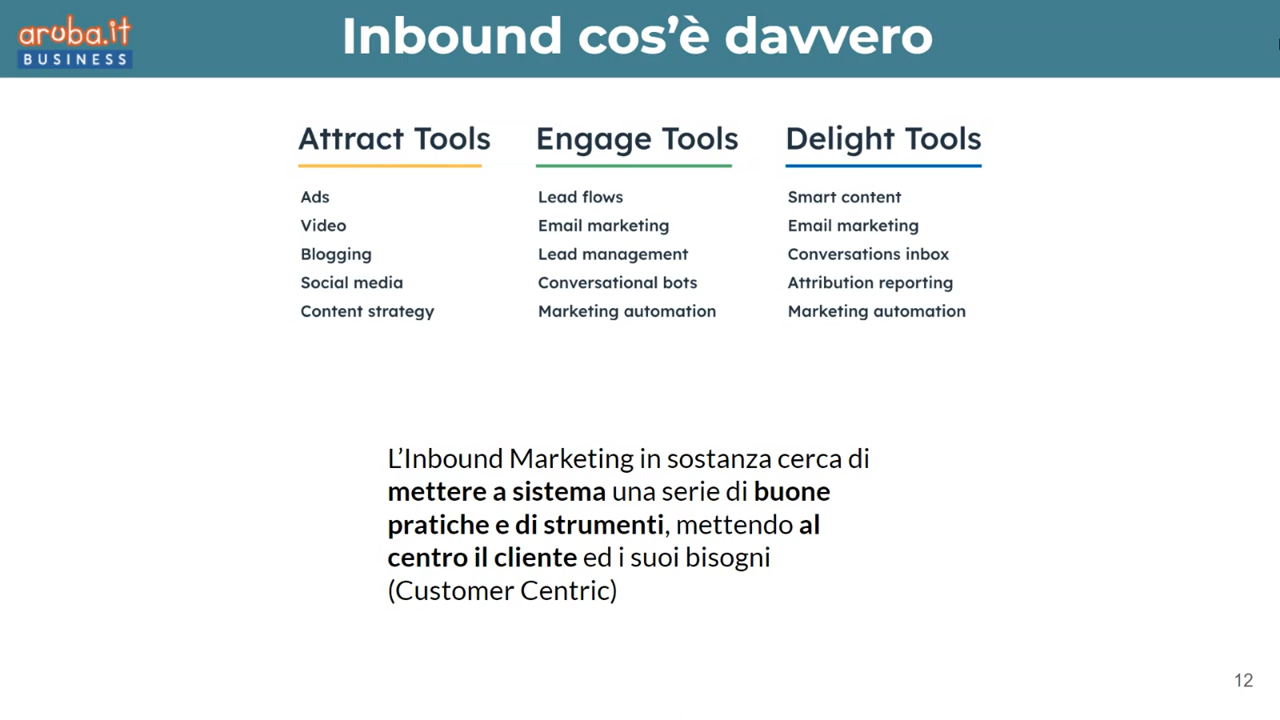 aruba.it
BUSINESS
Inbound cos’è davvero
Attract Tools
Ads
Video
Blogging
Social media
Content strategy
Engage Tools
Lead flows
Email marketing
Lead management
Conversational bots
Marketing automation
Delight Tools
Smart content
Email marketing
Conversations inbox
Attribution reporting
Marketing automation
L’Inbound Marketing in sostanza cerca di
mettere a sistema una serie di buone
pratiche e di strumenti, mettendo al
centro il cliente ed i suoi bisogni
(Customer Centric)
12